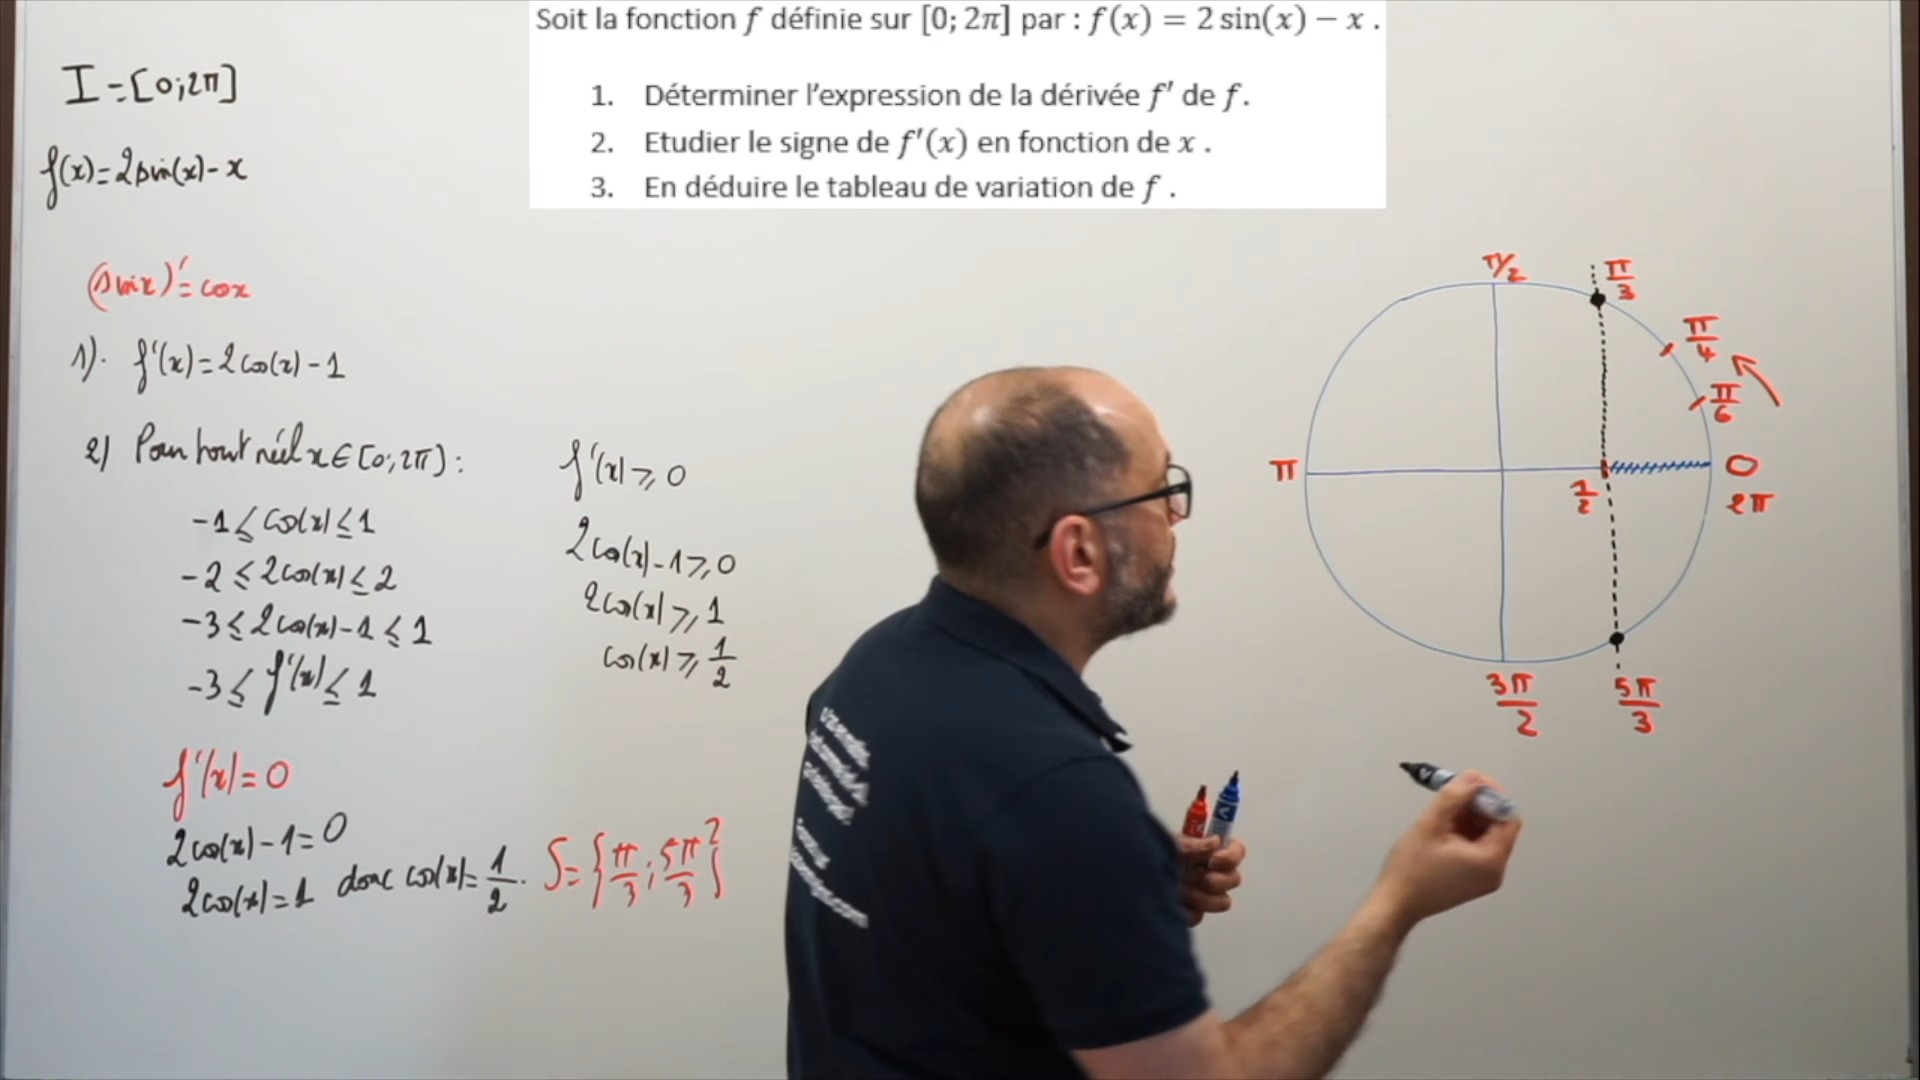 Soit la fonction f définie sur [0; 2π] par : f(x) = 2 sin(x) − x .
1. Déterminer l'expression de la dérivée f′ de f.
2. Etudier le signe de f′(x) en fonction de x .
3. En déduire le tableau de variation de f .
I=[0;2π]
f(x)=2sin(x)-x
(sinx)'=cosx
1). f'(x)=2cos(x)-1
2) Pour tout réel x∈[0;2π]:
-1≤cos(x)≤1
-2≤2cos(x)≤2
-3≤2cos(x)-1≤1
-3≤f'(x)≤1
f'(x)=0
2cos(x)-1=0
2cos(x)=1 donc cos(x)=1/2. S={π/3;5π/3}
f'(x)≥0
2cos(x)-1≥0
2cos(x)≥1
cos(x)≥1/2
π/2
π/3
π/4
π/6
π
1/2
0
2π
3π/2
5π/3